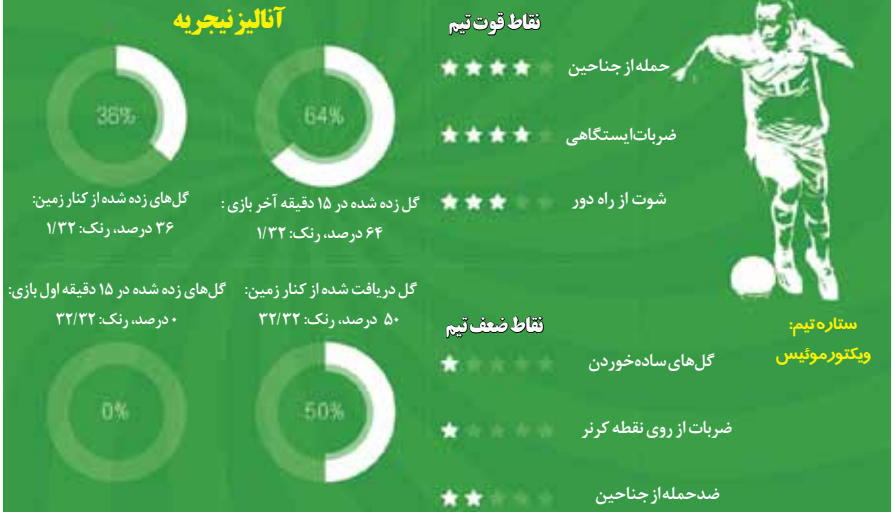 آنالیز نیجریه
نقاط قوت تیم
حمله از جناحین
ضربات ایستگاهی
شوت از راه دور
64%
گل زده شده در ۱۵ دقیقه آخر بازی :
۶۴ درصد، رنک: ۱/۳۲
36%
گل‌های زده شده از کنار زمین:
۳۶ درصد، رنک: ۱/۳۲
ستاره تیم:
ویکتور موئیس
نقاط ضعف تیم
گل‌های ساده خوردن
ضربات از روی نقطه کرنر
ضدحمله از جناحین
گل دریافت شده از کنار زمین:
۵۰ درصد، رنک: ۳۲/۳۲
50%
گل‌های زده شده در ۱۵ دقیقه اول بازی:
۰ درصد، رنک: ۳۲/۳۲
0%